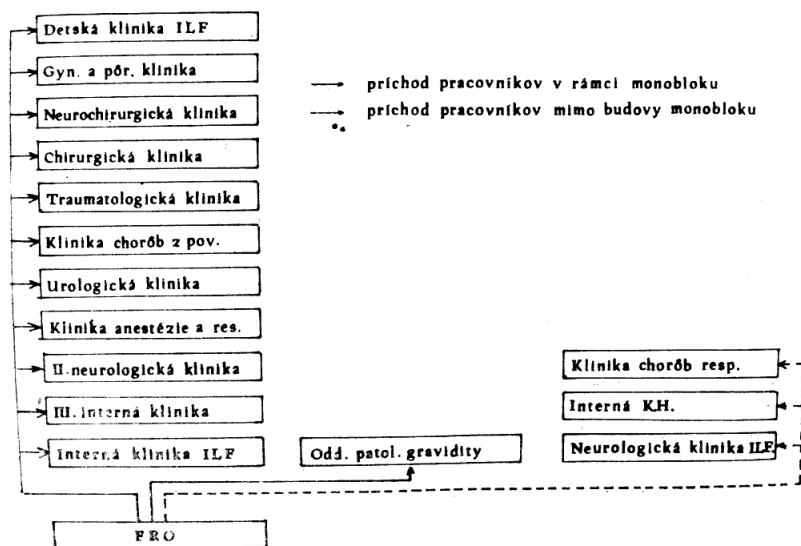 Detská klinika ILF
Gyn. a pôr. klinika
Neurochirurgická klinika
Chirurgická klinika
Traumatologická klinika
Klinika chorôb z pov.
Urologická klinika
Klinika anestézie a res.
II. neurologická klinika
III. interná klinika
Interná klinika ILF
príchod pracovníkov v rámci monobloku
príchod pracovníkov mimo budovy monobloku
Odd. patol. gravidity
Klinika chorôb resp.
Interná K.H.
Neurologická klinika ILF
FRO